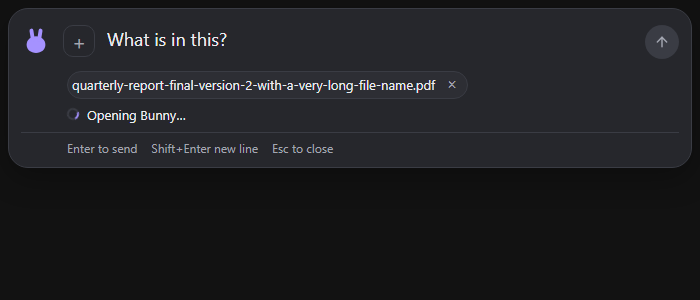 What is in this?
quarterly-report-final-version-2-with-a-very-long-file-name.pdf
Opening Bunny...
Enter to send Shift+Enter new line Esc to close